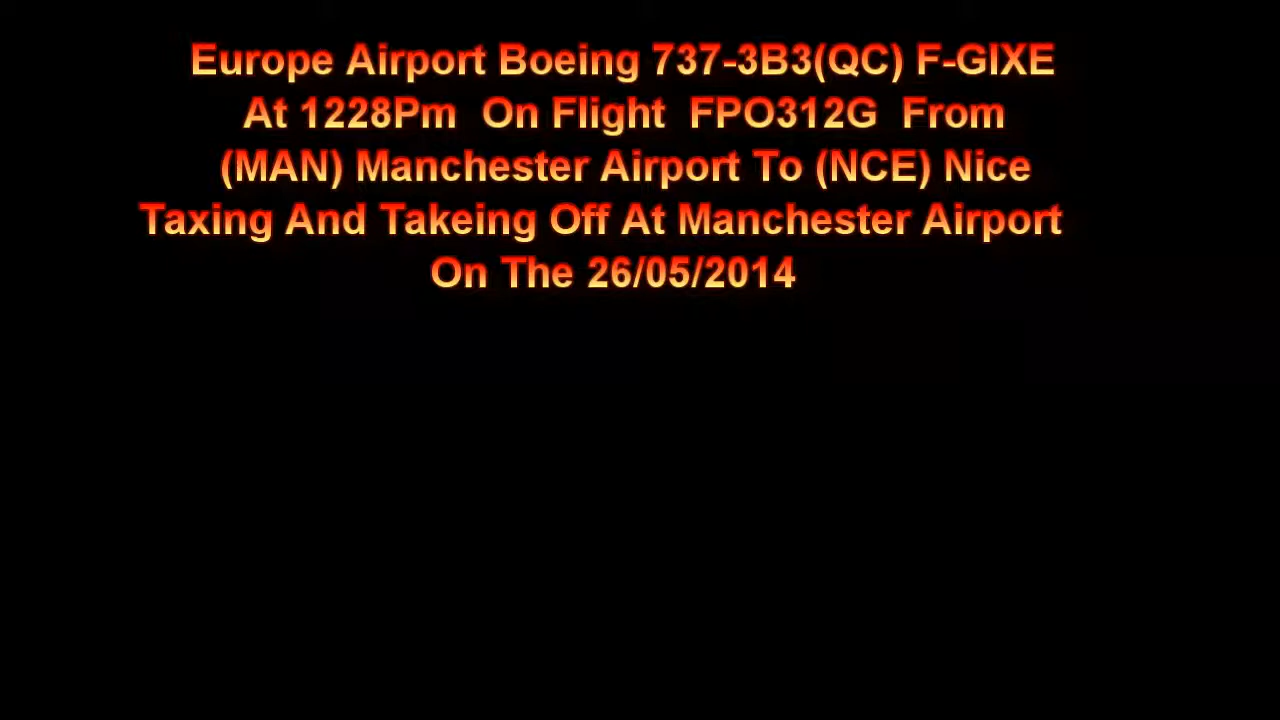 Europe Airport Boeing 737-3B3(QC) F-GIXE
At 1228Pm On Flight FPO312G From
(MAN) Manchester Airport To (NCE) Nice
Taxing And Takeing Off At Manchester Airport
On The 26/05/2014